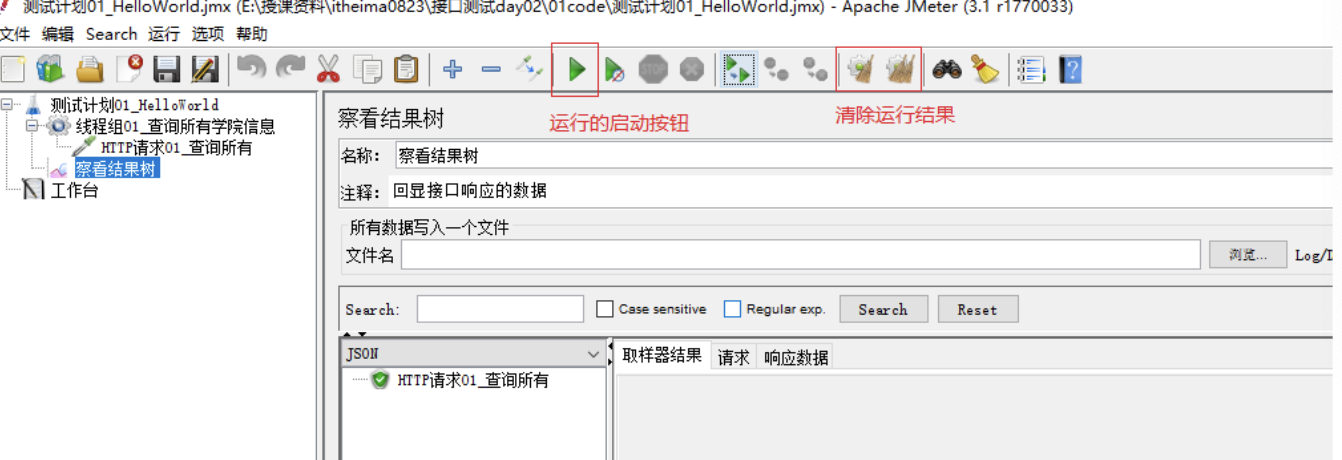 测试计划01_HelloWorld.jmx (E:\授课资料\itheima0823\接口测试day02\01code\测试计划01_HelloWorld.jmx) - Apache JMeter (3.1 r1770033)
文件 编辑 Search 运行 选项 帮助
STOP
运行的启动按钮
清除运行结果
测试计划01_HelloWorld
线程组01_查询所有学院信息
HTTP请求01_查询所有
察看结果树
工作台
察看结果树
名称: 察看结果树
注释: 回显接口响应的数据
所有数据写入一个文件
文件名 浏览... Log/
Search: Case sensitive Regular exp. Search Reset
JSON
取样器结果 请求 响应数据
HTTP请求01_查询所有